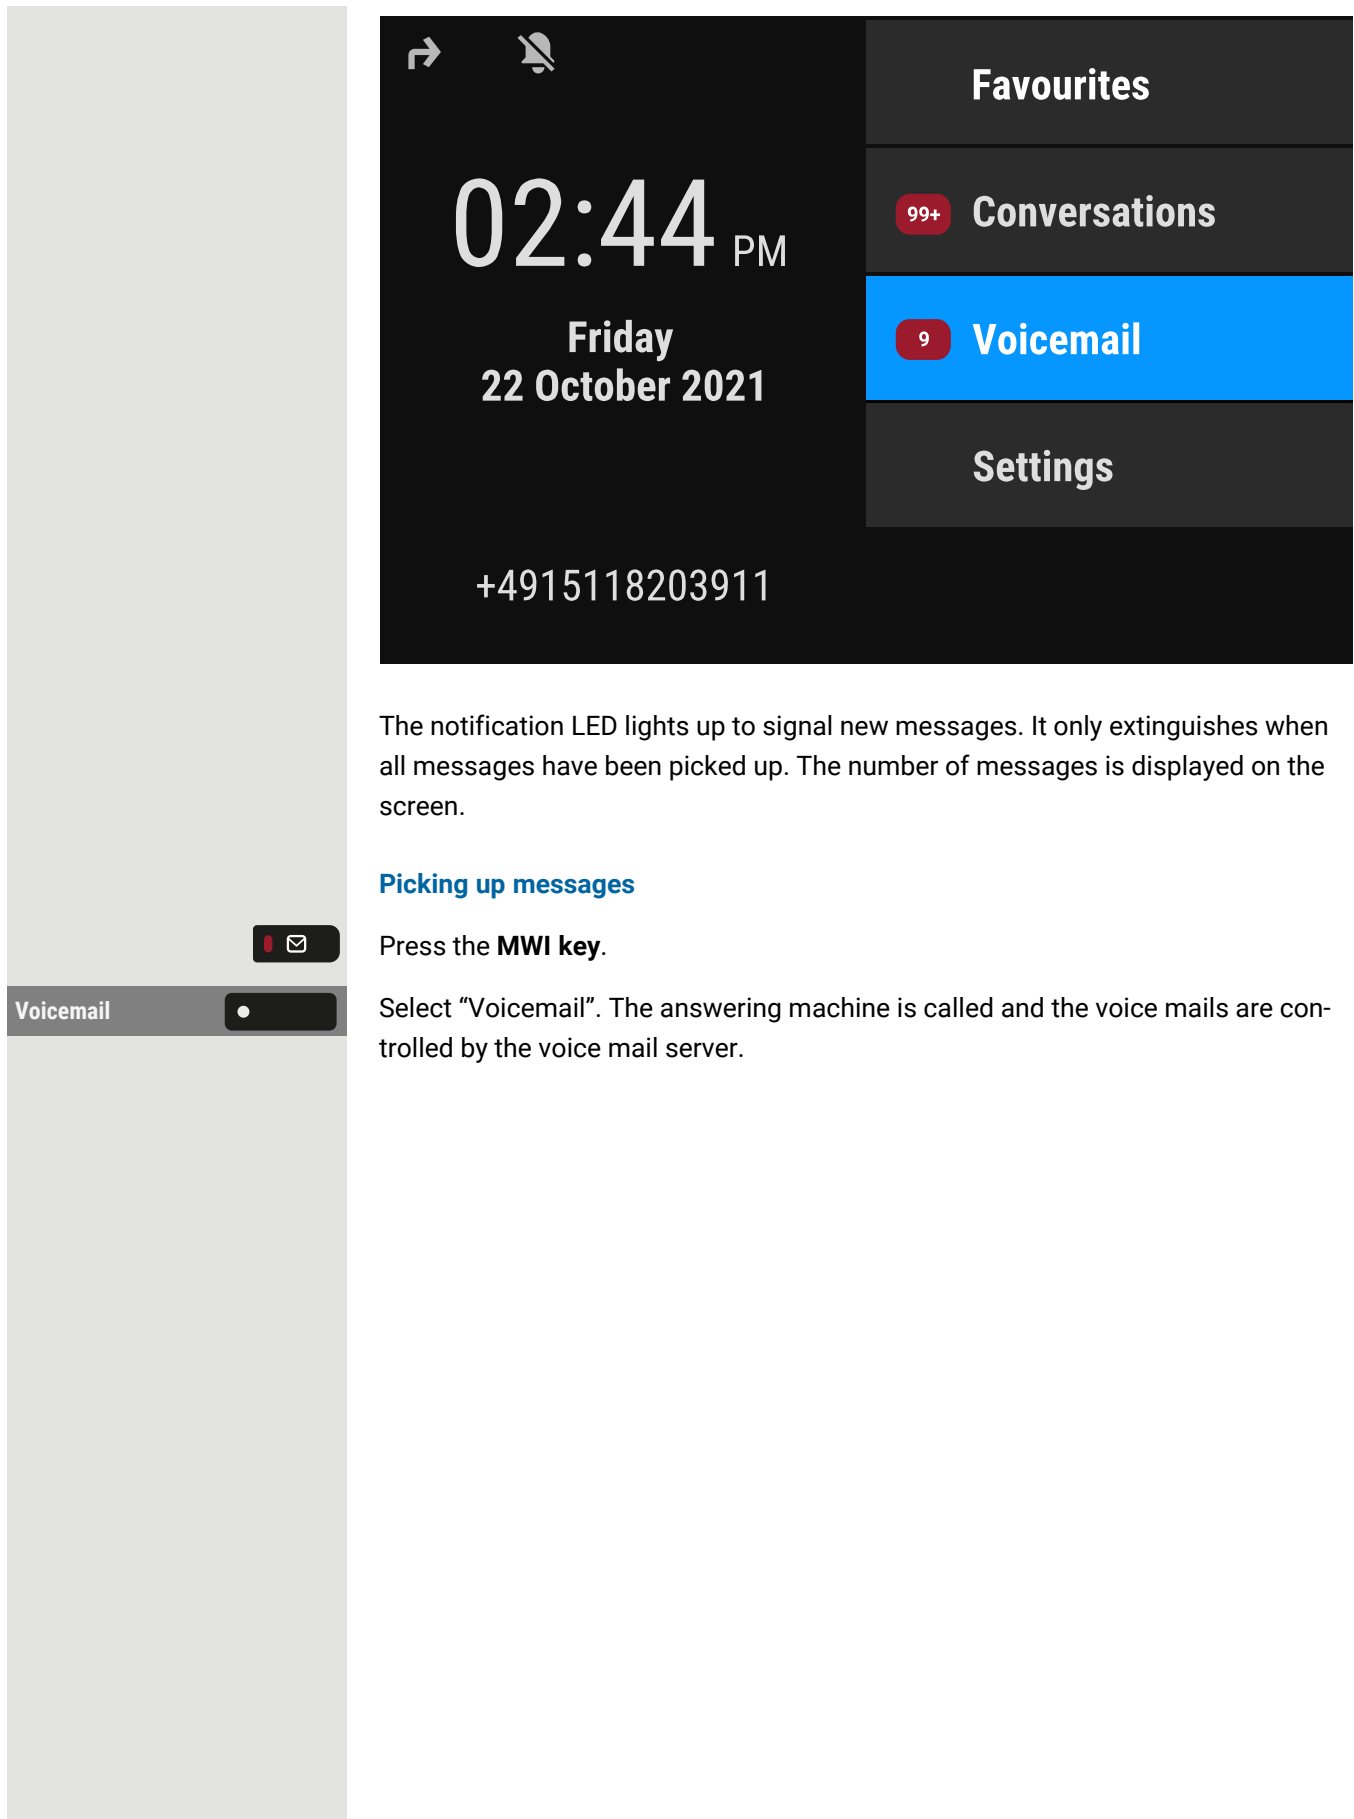 Favourites
02:44 PM
99+ Conversations
Friday
9 Voicemail
22 October 2021
Settings
+4915118203911
The notification LED lights up to signal new messages. It only extinguishes when
all messages have been picked up. The number of messages is displayed on the
screen.
Picking up messages
Press the MWI key.
Voicemail
Select “Voicemail”. The answering machine is called and the voice mails are con-
trolled by the voice mail server.